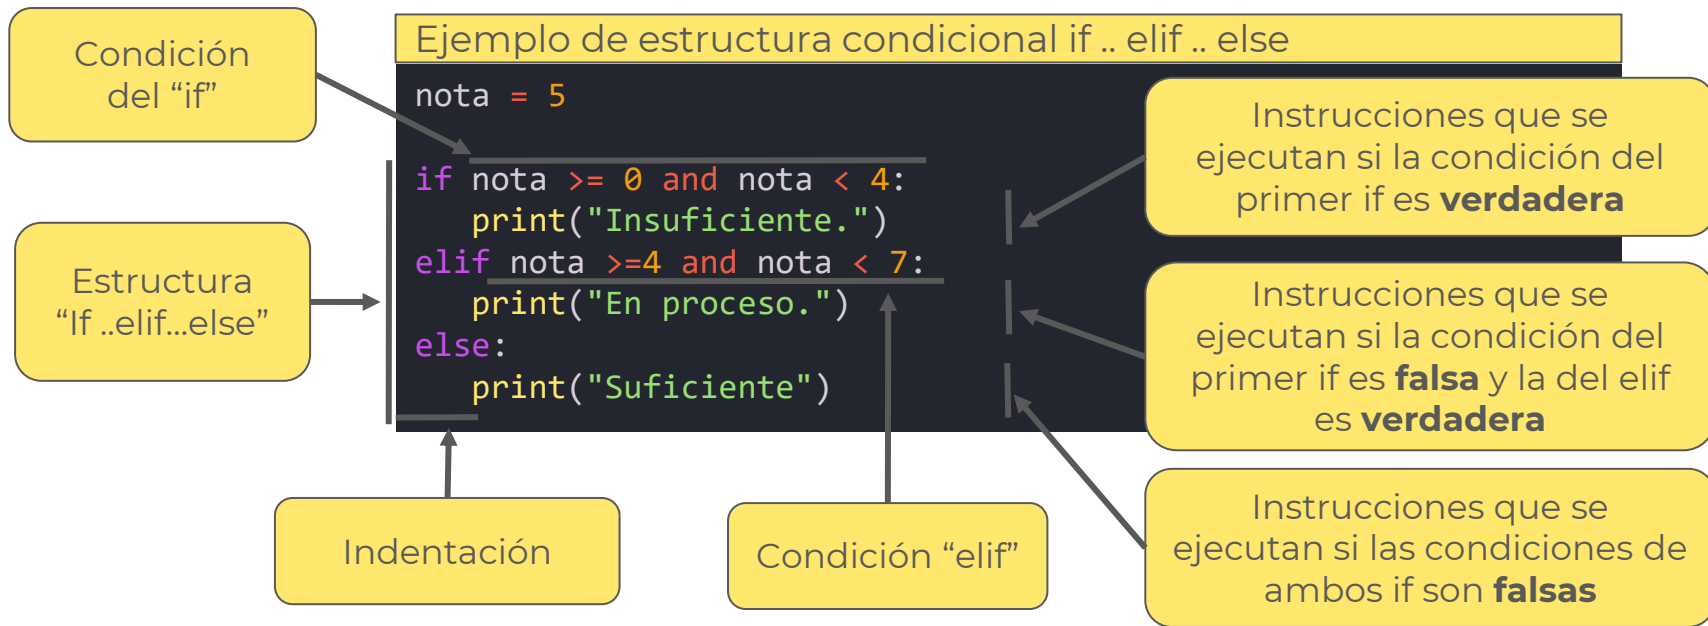 Condición
del “if”
Ejemplo de estructura condicional if .. elif .. else
nota = 5
if nota >= 0 and nota < 4:
print("Insuficiente.")
elif nota >=4 and nota < 7:
print("En proceso.")
else:
print("Suficiente")
Estructura
“If ..elif...else”
Instrucciones que se
ejecutan si la condición del
primer if es verdadera
Instrucciones que se
ejecutan si la condición del
primer if es falsa y la del elif
es verdadera
Indentación
Condición “elif”
Instrucciones que se
ejecutan si las condiciones de
ambos if son falsas